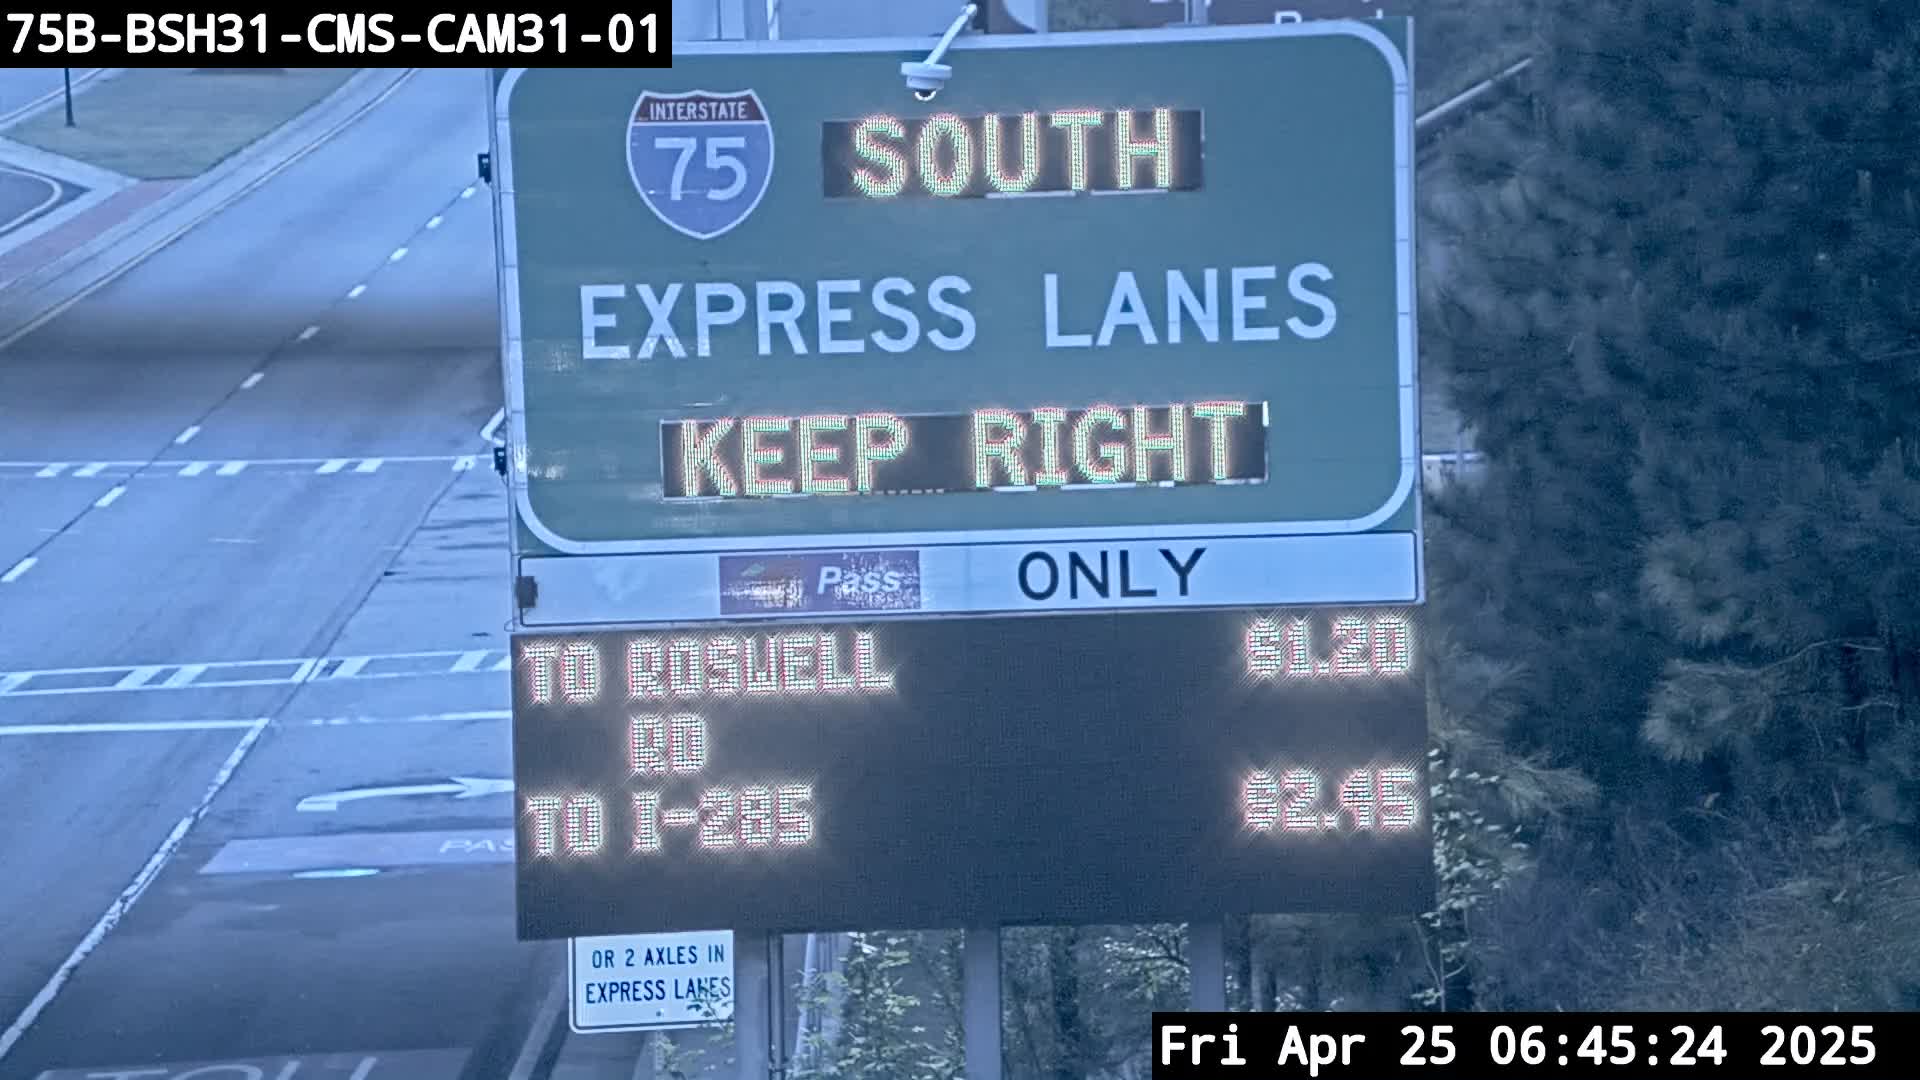 75B-BSH31-CMS-CAM31-01
INTERSTATE
75
SOUTH
EXPRESS LANES
KEEP RIGHT
Pass ONLY
TO ROSWELL $1.20
RD
TO I-285 $2.45
OR 2 AXLES IN
EXPRESS LANES
Fri Apr 25 06:45:24 2025